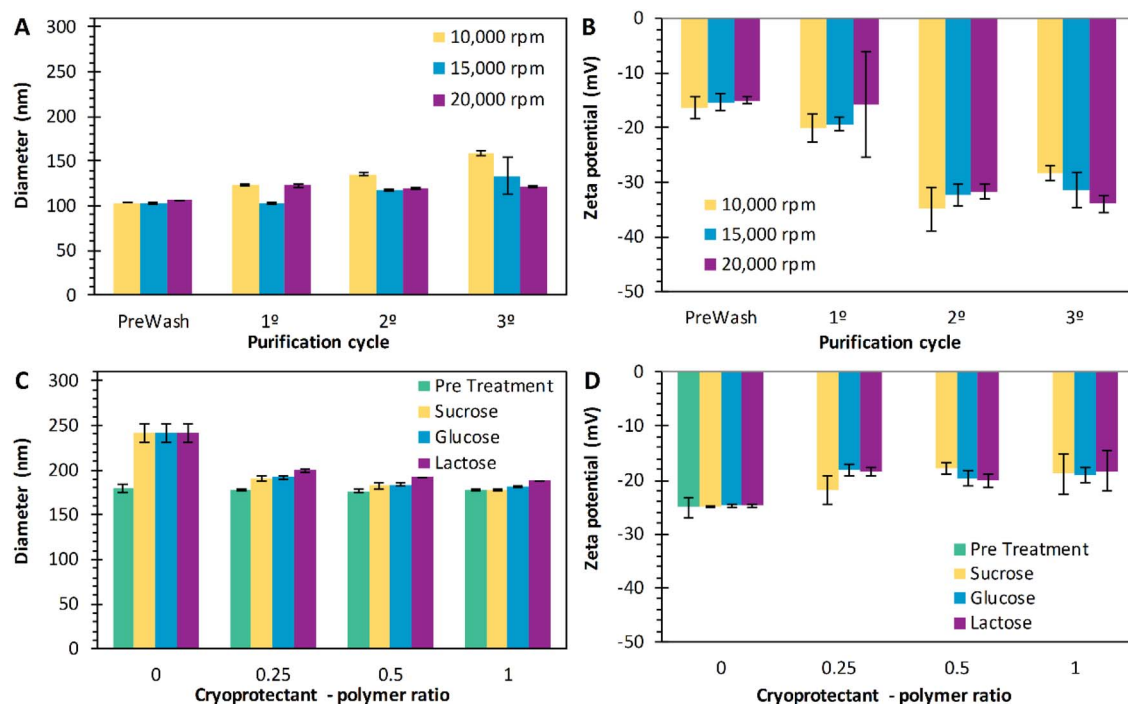 A
Diameter (nm)
300
250
200
150
100
50
0
10,000 rpm
15,000 rpm
20,000 rpm
PreWash 1º 2º 3º
Purification cycle
B
Zeta potential (mV)
0
-10
-20
-30
-40
-50
10,000 rpm
15,000 rpm
20,000 rpm
PreWash 1º 2º 3º
Purification cycle
C
Diameter (nm)
300
250
200
150
100
50
0
Pre Treatment
Sucrose
Glucose
Lactose
0 0.25 0.5 1
Cryoprotectant - polymer ratio
D
Zeta potential (mV)
0
-10
-20
-30
-40
-50
Pre Treatment
Sucrose
Glucose
Lactose
0 0.25 0.5 1
Cryoprotectant - polymer ratio